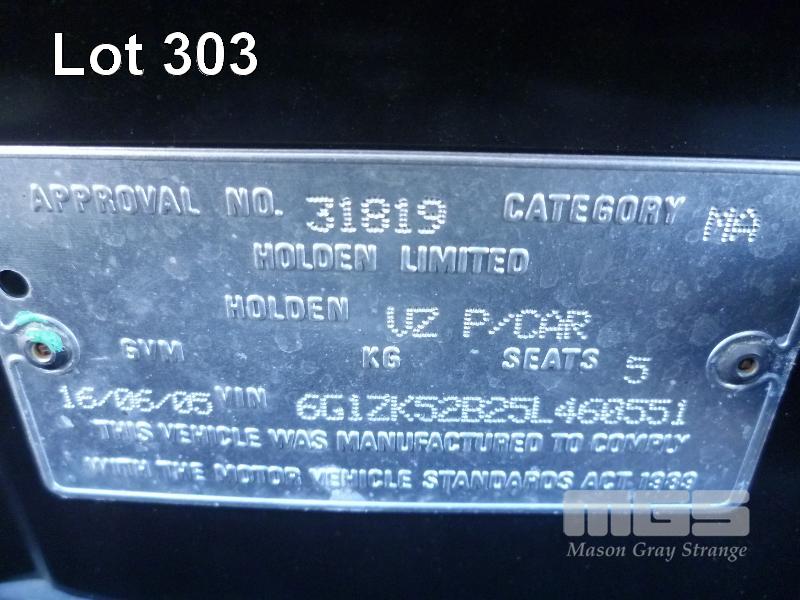 Lot 303
APPROVAL NO. 31819 CATEGORY MA
HOLDEN LIMITED
HOLDEN VZ P/CAR
GVM KG SEATS 5
16/06/05 VIN 6G1ZK52B25L460551
THIS VEHICLE WAS MANUFACTURED TO COMPLY
WITH THE MOTOR VEHICLE STANDARDS ACT 1989
MGS
Mason Gray Strange